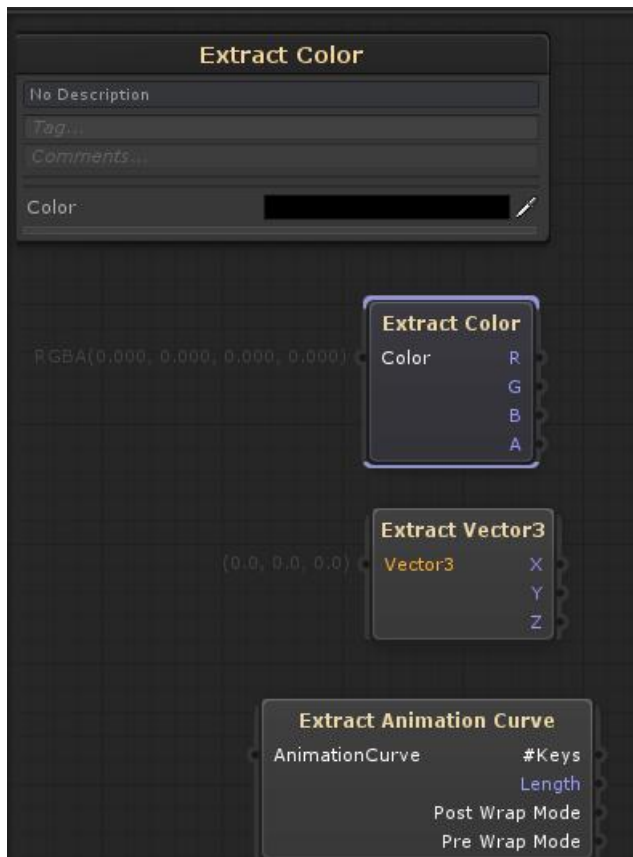 Extract Color
No Description
Tag...
Comments...
Color
Extract Color
RGBA(0.000, 0.000, 0.000, 0.000) Color R
G
B
A
Extract Vector3
(0.0, 0.0, 0.0) Vector3 X
Y
Z
Extract Animation Curve
AnimationCurve #Keys
Length
Post Wrap Mode
Pre Wrap Mode